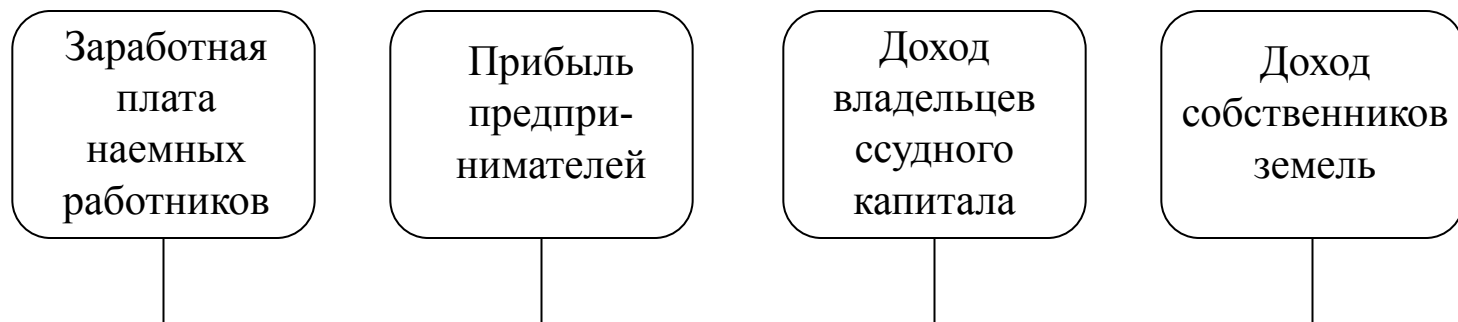 Заработная
плата
наемных
работников
Прибыль
предпри-
нимателей
Доход
владельцев
ссудного
капитала
Доход
собственников
земель